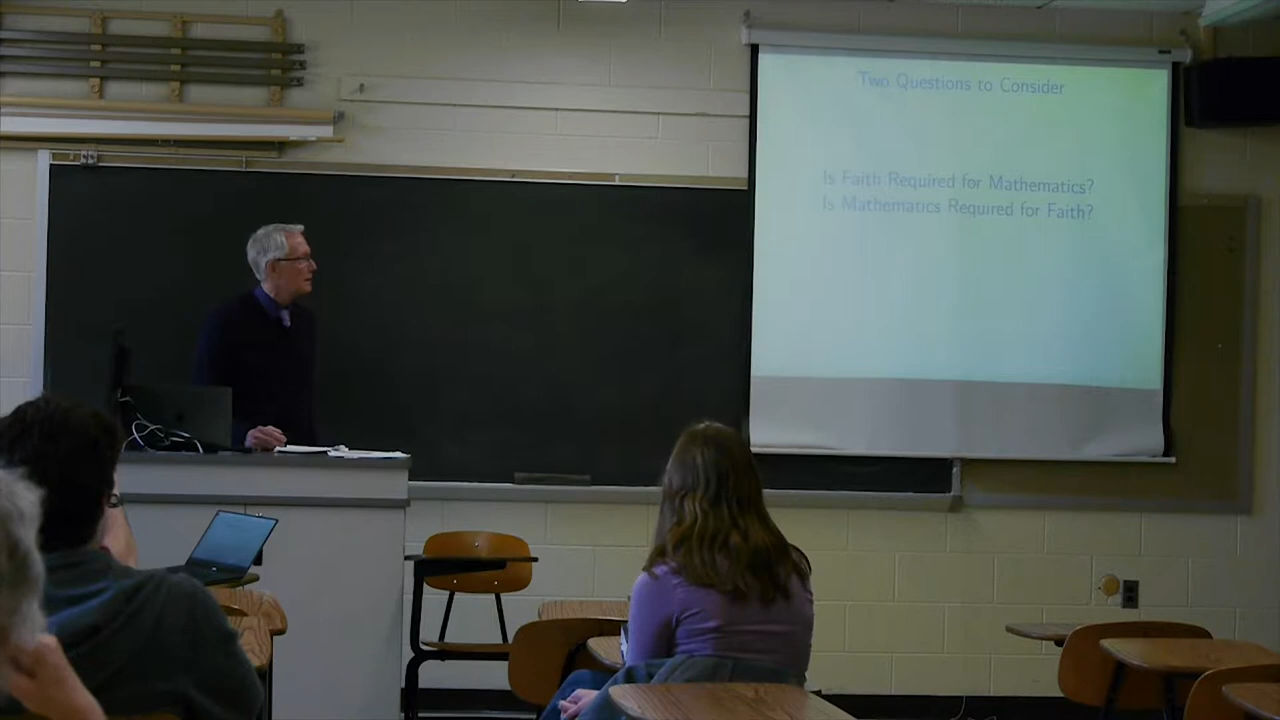 Two Questions to Consider
Is Faith Required for Mathematics?
Is Mathematics Required for Faith?